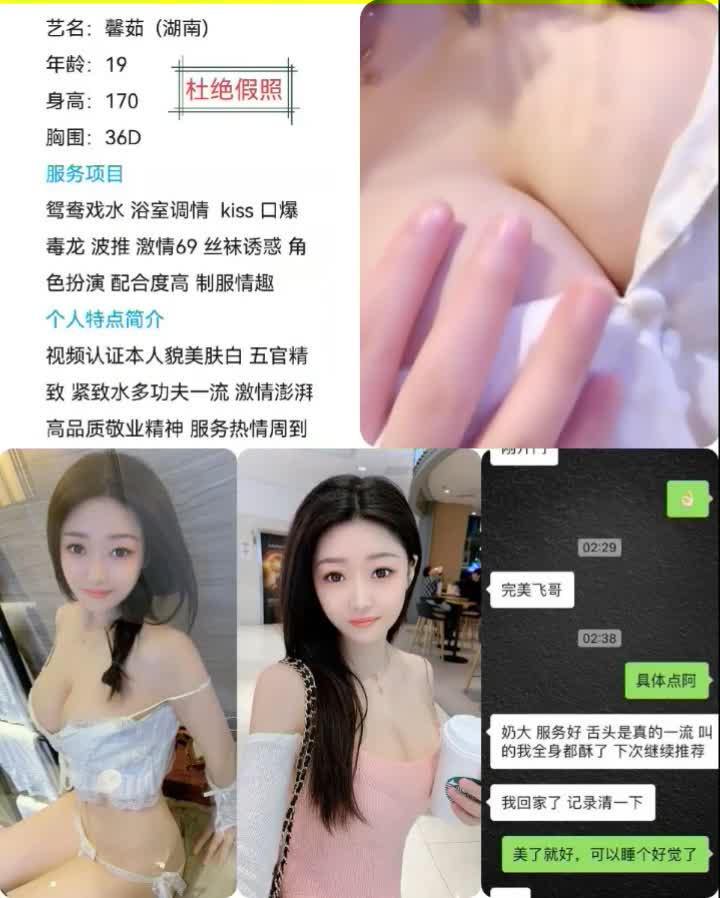 艺名：馨茹 (湖南)
年龄：19
杜绝假照
身高：170
胸围：36D
服务项目
鸳鸯戏水 浴室调情 kiss 口爆
毒龙 波推 激情69 丝袜诱惑 角
色扮演 配合度高 制服情趣
个人特点简介
视频认证本人貌美肤白 五官精
致 紧致水多功夫一流 激情澎湃
高品质敬业精神 服务热情周到
👌🏻
02:29
完美飞哥
02:38
具体点阿
奶大 服务好 舌头是真的一流 叫
的我全身都酥了 下次继续推荐
我回家了 记录清一下
美了就好，可以睡个好觉了